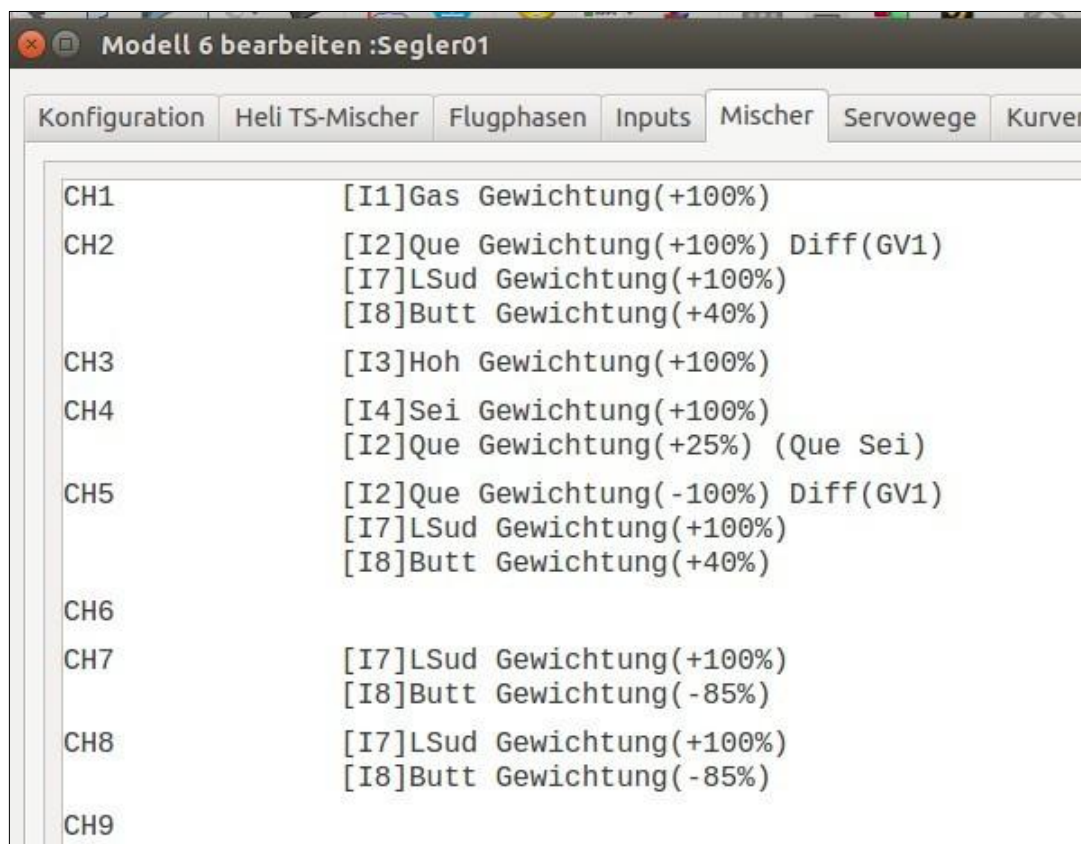 Modell 6 bearbeiten :Segler01
Konfiguration Heli TS-Mischer Flugphasen Inputs Mischer Servowege
CH1 [I1]Gas Gewichtung(+100%)
CH2 [I2]Que Gewichtung(+100%) Diff(GV1)
[I7]LSud Gewichtung(+100%)
[I8]Butt Gewichtung(+40%)
CH3 [I3]Hoh Gewichtung(+100%)
CH4 [I4]Sei Gewichtung(+100%)
[I2]Que Gewichtung(+25%) (Que Sei)
CH5 [I2]Que Gewichtung(-100%) Diff(GV1)
[I7]LSud Gewichtung(+100%)
[I8]Butt Gewichtung(+40%)
CH6
CH7 [I7]LSud Gewichtung(+100%)
[I8]Butt Gewichtung(-85%)
CH8 [I7]LSud Gewichtung(+100%)
[I8]Butt Gewichtung(-85%)
CH9